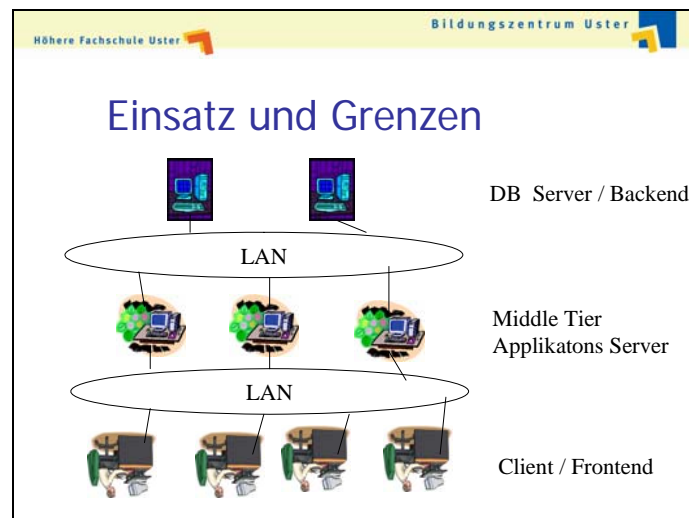 Höhere Fachschule Uster
Bildungszentrum Uster
Einsatz und Grenzen
DB Server / Backend
LAN
Middle Tier
Applikatons Server
LAN
Client / Frontend